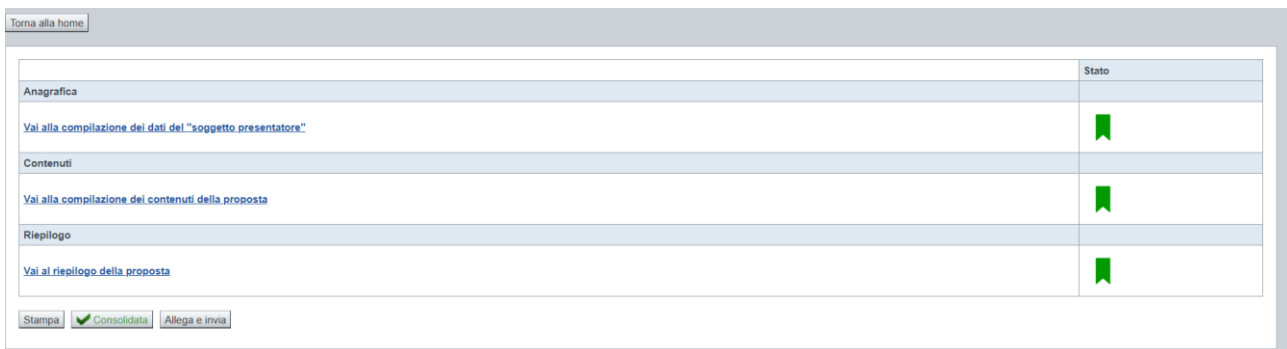 Torna alla home
Stato
Anagrafica
Vai alla compilazione dei dati del "soggetto presentatore"
Contenuti
Vai alla compilazione dei contenuti della proposta
Riepilogo
Vai al riepilogo della proposta
Stampa Consolidata Allega e invia